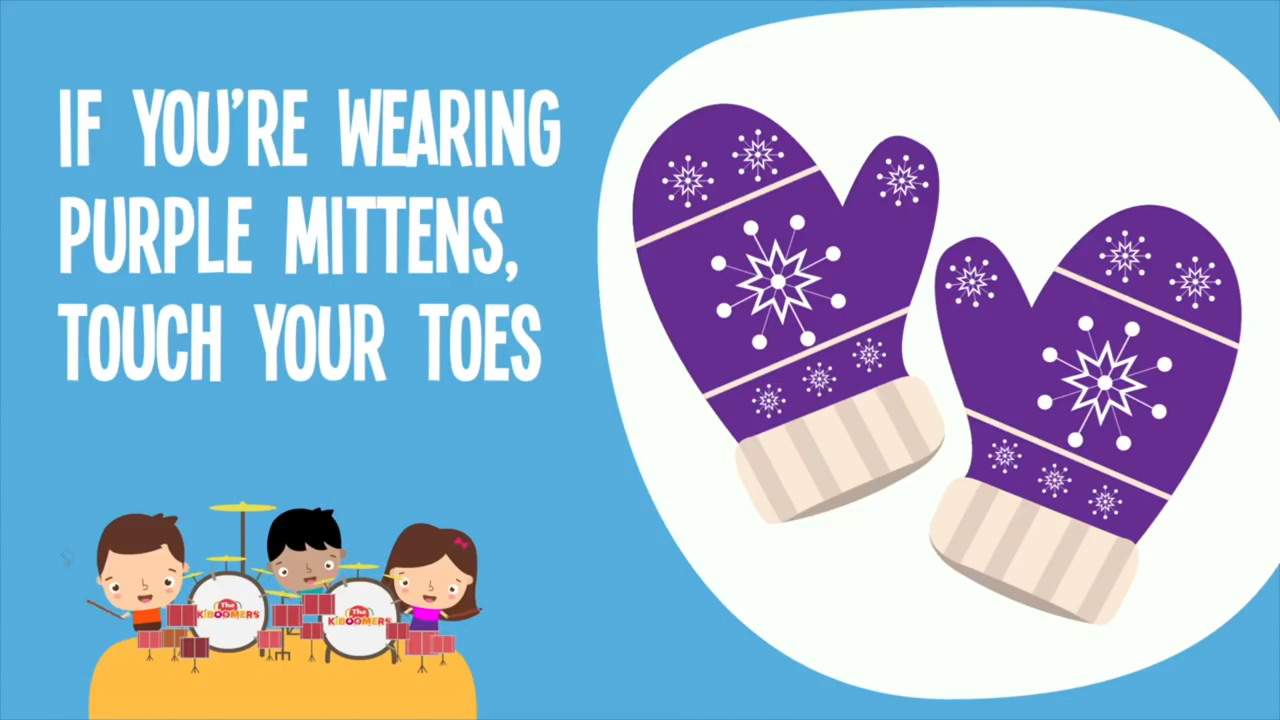 IF YOU'RE WEARING
PURPLE MITTENS,
TOUCH YOUR TOES
The
KiBOOMERS
The
KiBOOMERS